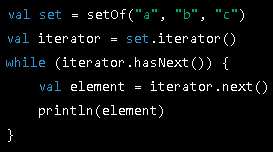 val set = setOf("a", "b", "c")
val iterator = set.iterator()
while (iterator.hasNext()) {
    val element = iterator.next()
    println(element)
}